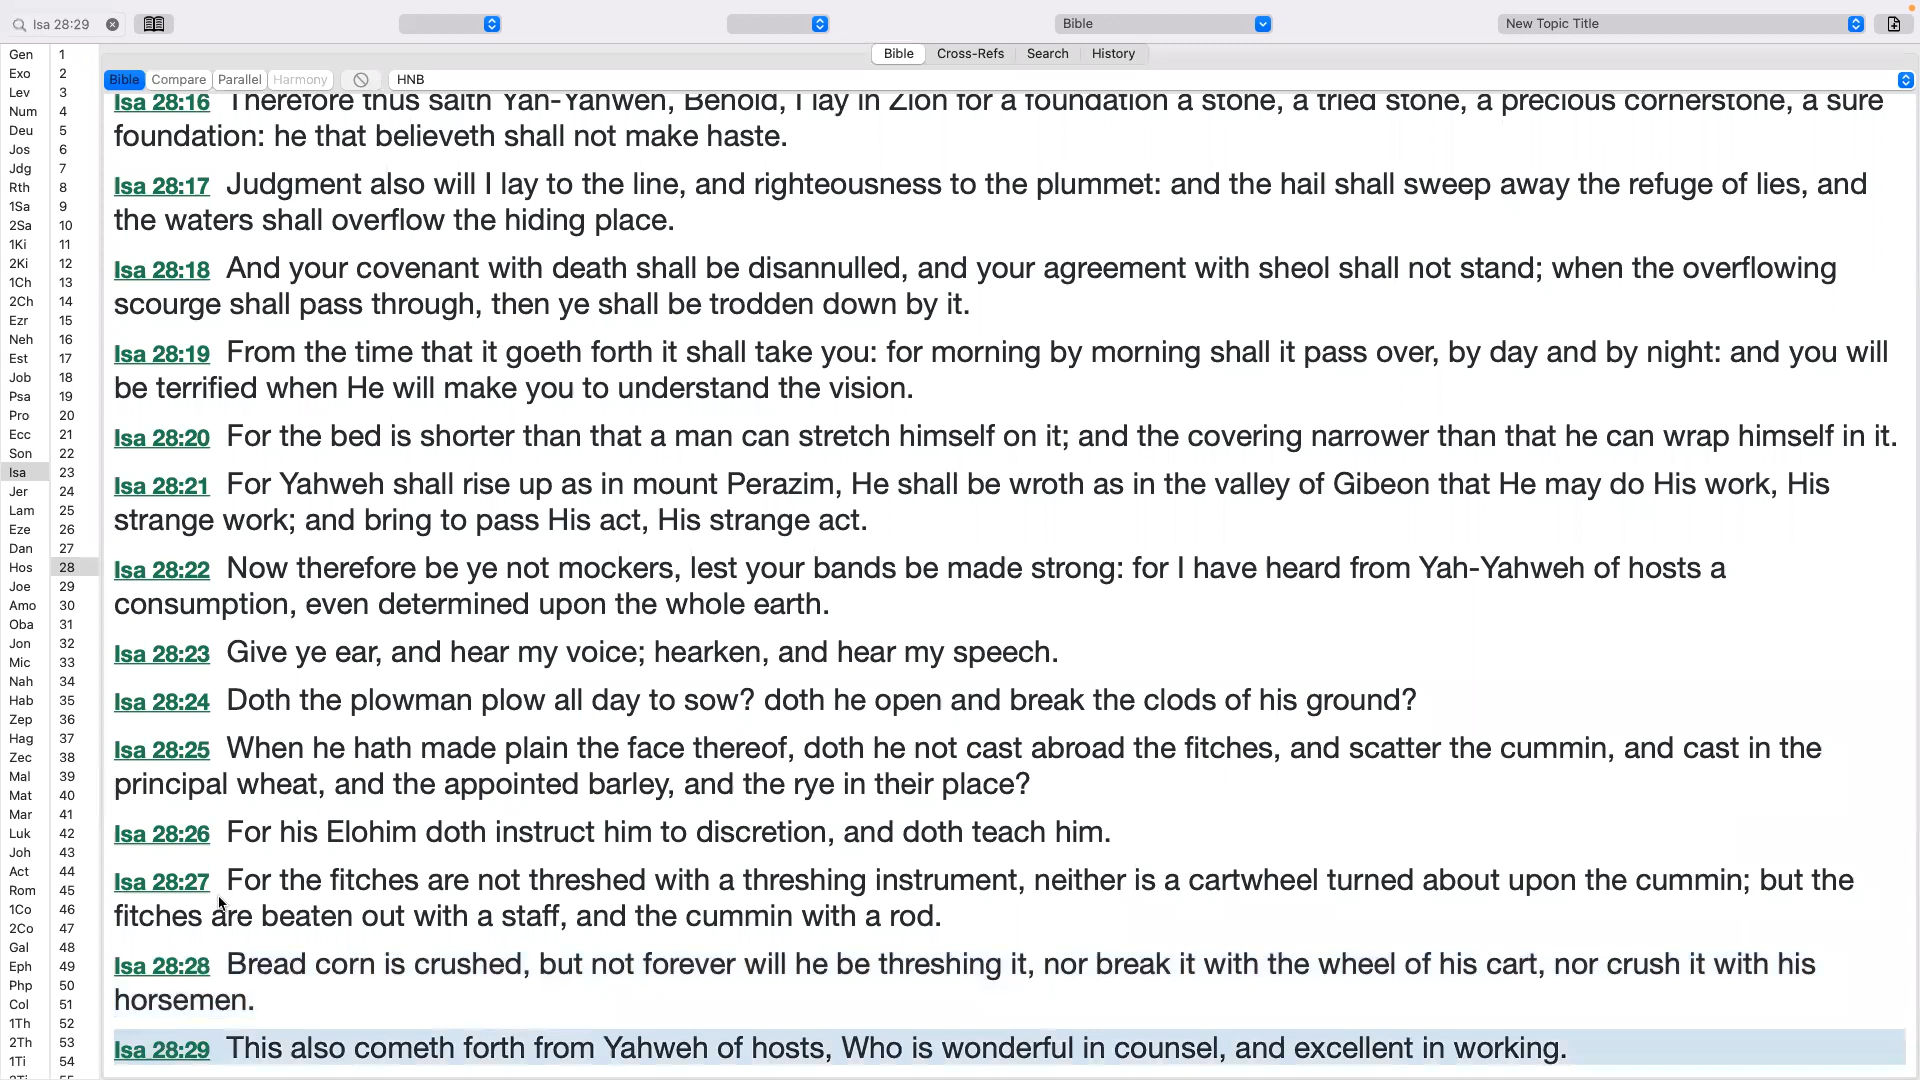 Isa 28:29
Bible
New Topic Title
Bible Cross-Refs Search History
Bible Compare Parallel Harmony HNB
Gen 1
Exo 2
Lev 3
Num 4
Deu 5
Jos 6
Jdg 7
Rth 8
1Sa 9
2Sa 10
1Ki 11
2Ki 12
1Ch 13
2Ch 14
Ezr 15
Neh 16
Est 17
Job 18
Psa 19
Pro 20
Ecc 21
Son 22
Isa 23
Jer 24
Lam 25
Eze 26
Dan 27
Hos 28
Joe 29
Amo 30
Oba 31
Jon 32
Mic 33
Nah 34
Hab 35
Zep 36
Hag 37
Zec 38
Mal 39
Mat 40
Mar 41
Luk 42
Joh 43
Act 44
Rom 45
1Co 46
2Co 47
Gal 48
Eph 49
Php 50
Col 51
1Th 52
2Th 53
1Ti 54
Isa 28:16 Therefore thus saith Yah-Yahweh, Behold, I lay in Zion for a foundation a stone, a tried stone, a precious cornerstone, a sure
foundation: he that believeth shall not make haste.
Isa 28:17 Judgment also will I lay to the line, and righteousness to the plummet: and the hail shall sweep away the refuge of lies, and
the waters shall overflow the hiding place.
Isa 28:18 And your covenant with death shall be disannulled, and your agreement with sheol shall not stand; when the overflowing
scourge shall pass through, then ye shall be trodden down by it.
Isa 28:19 From the time that it goeth forth it shall take you: for morning by morning shall it pass over, by day and by night: and you will
be terrified when He will make you to understand the vision.
Isa 28:20 For the bed is shorter than that a man can stretch himself on it; and the covering narrower than that he can wrap himself in it.
Isa 28:21 For Yahweh shall rise up as in mount Perazim, He shall be wroth as in the valley of Gibeon that He may do His work, His
strange work; and bring to pass His act, His strange act.
Isa 28:22 Now therefore be ye not mockers, lest your bands be made strong: for I have heard from Yah-Yahweh of hosts a
consumption, even determined upon the whole earth.
Isa 28:23 Give ye ear, and hear my voice; hearken, and hear my speech.
Isa 28:24 Doth the plowman plow all day to sow? doth he open and break the clods of his ground?
Isa 28:25 When he hath made plain the face thereof, doth he not cast abroad the fitches, and scatter the cummin, and cast in the
principal wheat, and the appointed barley, and the rye in their place?
Isa 28:26 For his Elohim doth instruct him to discretion, and doth teach him.
Isa 28:27 For the fitches are not threshed with a threshing instrument, neither is a cartwheel turned about upon the cummin; but the
fitches are beaten out with a staff, and the cummin with a rod.
Isa 28:28 Bread corn is crushed, but not forever will he be threshing it, nor break it with the wheel of his cart, nor crush it with his
horsemen.
Isa 28:29 This also cometh forth from Yahweh of hosts, Who is wonderful in counsel, and excellent in working.